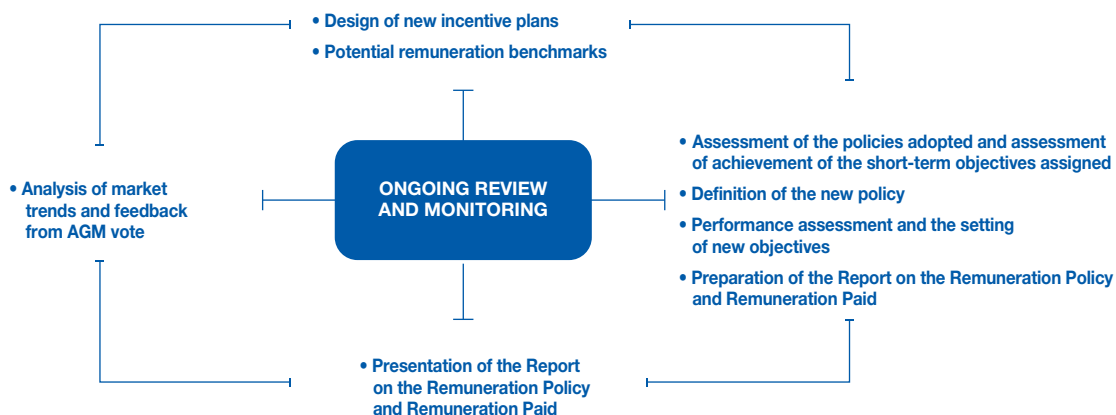 • Design of new incentive plans
• Potential remuneration benchmarks
• Assessment of the policies adopted and assessment
of achievement of the short-term objectives assigned
• Definition of the new policy
• Performance assessment and the setting
of new objectives
• Preparation of the Report on the Remuneration Policy
and Remuneration Paid
ONGOING REVIEW
AND MONITORING
• Analysis of market
trends and feedback
from AGM vote
• Presentation of the Report
on the Remuneration Policy
and Remuneration Paid